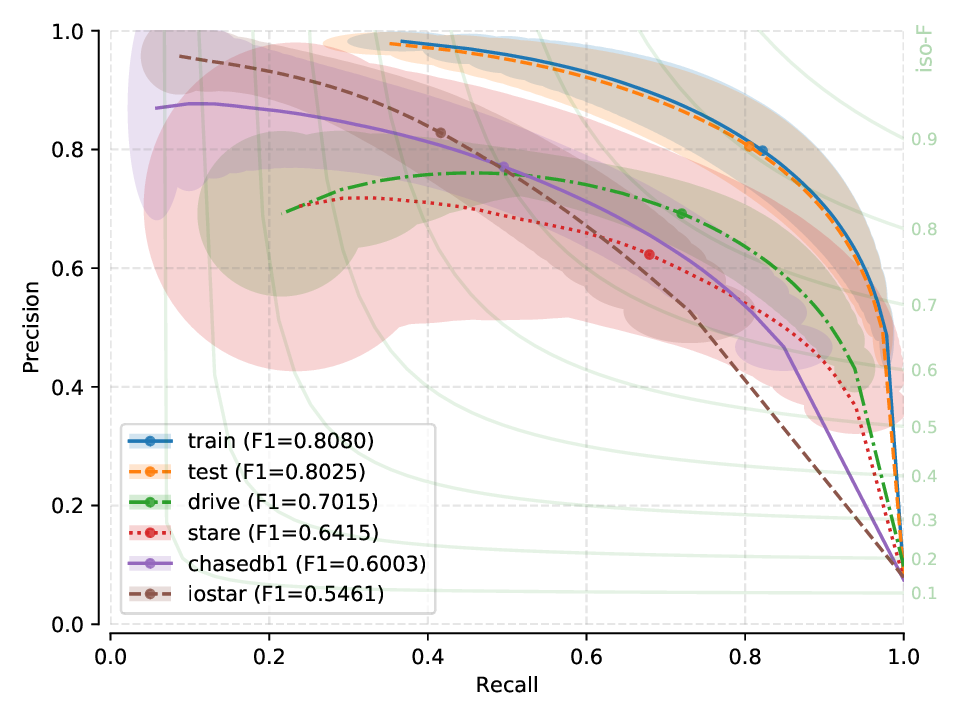 1.0
0.8
0.6
0.4
0.2
0.0
Precision
0.0 0.2 0.4 0.6 0.8 1.0
Recall
iso-F
0.9
0.8
0.7
0.6
0.5
0.4
0.3
0.2
0.1
train (F1=0.8080)
test (F1=0.8025)
drive (F1=0.7015)
stare (F1=0.6415)
chasedb1 (F1=0.6003)
iostar (F1=0.5461)